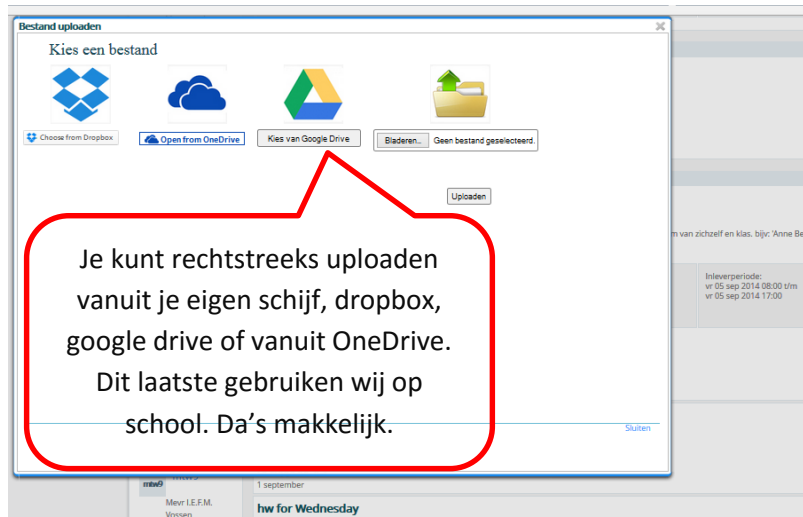 Bestand uploaden
Kies een bestand
Choose from Dropbox
Open from OneDrive
Kies van Google Drive
Bladeren..
Geen bestand geselecteerd.
Uploaden
Je kunt rechtstreeks uploaden
vanuit je eigen schijf, dropbox,
google drive of vanuit OneDrive.
Dit laatste gebruiken wij op
school. Da's makkelijk.
m van zichzelf en klas. bijv: 'Anne Be
Inleverperiode:
vr 05 sep 2014 08:00 t/m
vr 05 sep 2014 17:00
Sluiten
mtw9
1 september
Mevr I.E.F.M.
Vossen
hw for Wednesday